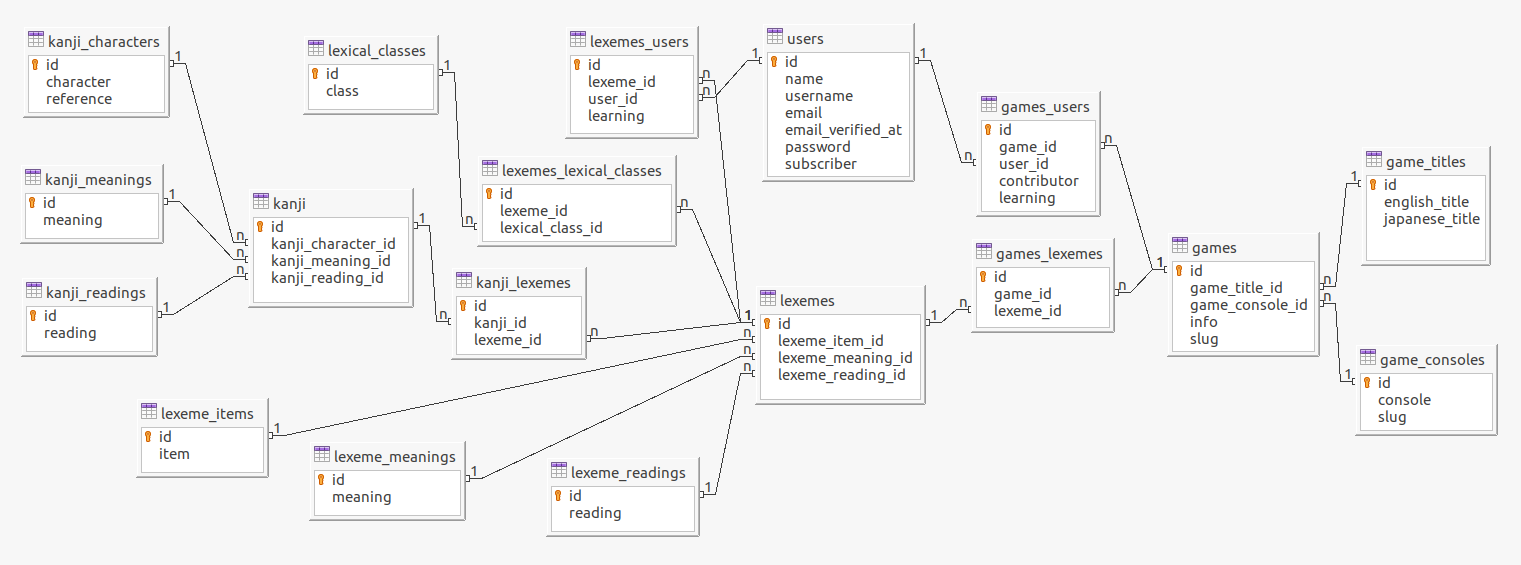 kanji_characters
id
character
reference
1
lexical_classes
id
class
1
lexemes_users
id
lexeme_id
user_id
learning
n
n
users
id
name
username
email
email_verified_at
password
subscriber
1
1
games_users
id
game_id
user_id
contributor
learning
n
n
game_titles
id
english_title
japanese_title
1
kanji_meanings
id
meaning
1
kanji
id
kanji_character_id
kanji_meaning_id
kanji_reading_id
n
n
n
1
lexemes_lexical_classes
id
lexeme_id
lexical_class_id
n
n
kanji_readings
id
reading
1
kanji_lexemes
id
kanji_id
lexeme_id
n
n
lexemes
id
lexeme_item_id
lexeme_meaning_id
lexeme_reading_id
1
n
n
n
1
games_lexemes
id
game_id
lexeme_id
n
n
games
id
game_title_id
game_console_id
info
slug
1
n
n
game_consoles
id
console
slug
1
lexeme_items
id
item
1
lexeme_meanings
id
meaning
1
lexeme_readings
id
reading
1